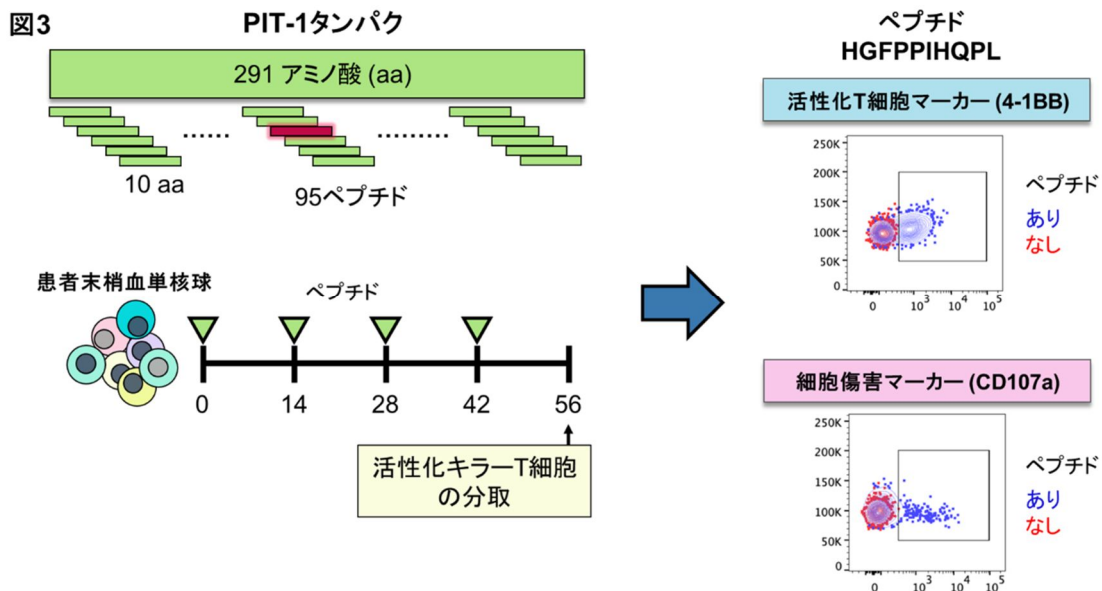 図3
PIT-1タンパク
291 アミノ酸 (aa)
......
.........
10 aa
95ペプチド
患者末梢血単核球
ペプチド
0
14
28
42
56
活性化キラーT細胞
の分取
ペプチド
HGFPPIHQPL
活性化T細胞マーカー (4-1BB)
250K
200K
150K
100K
50K
0
0
10³
10⁴
10⁵
ペプチド
あり
なし
細胞傷害マーカー (CD107a)
250K
200K
150K
100K
50K
0
0
10³
10⁴
10⁵
ペプチド
あり
なし